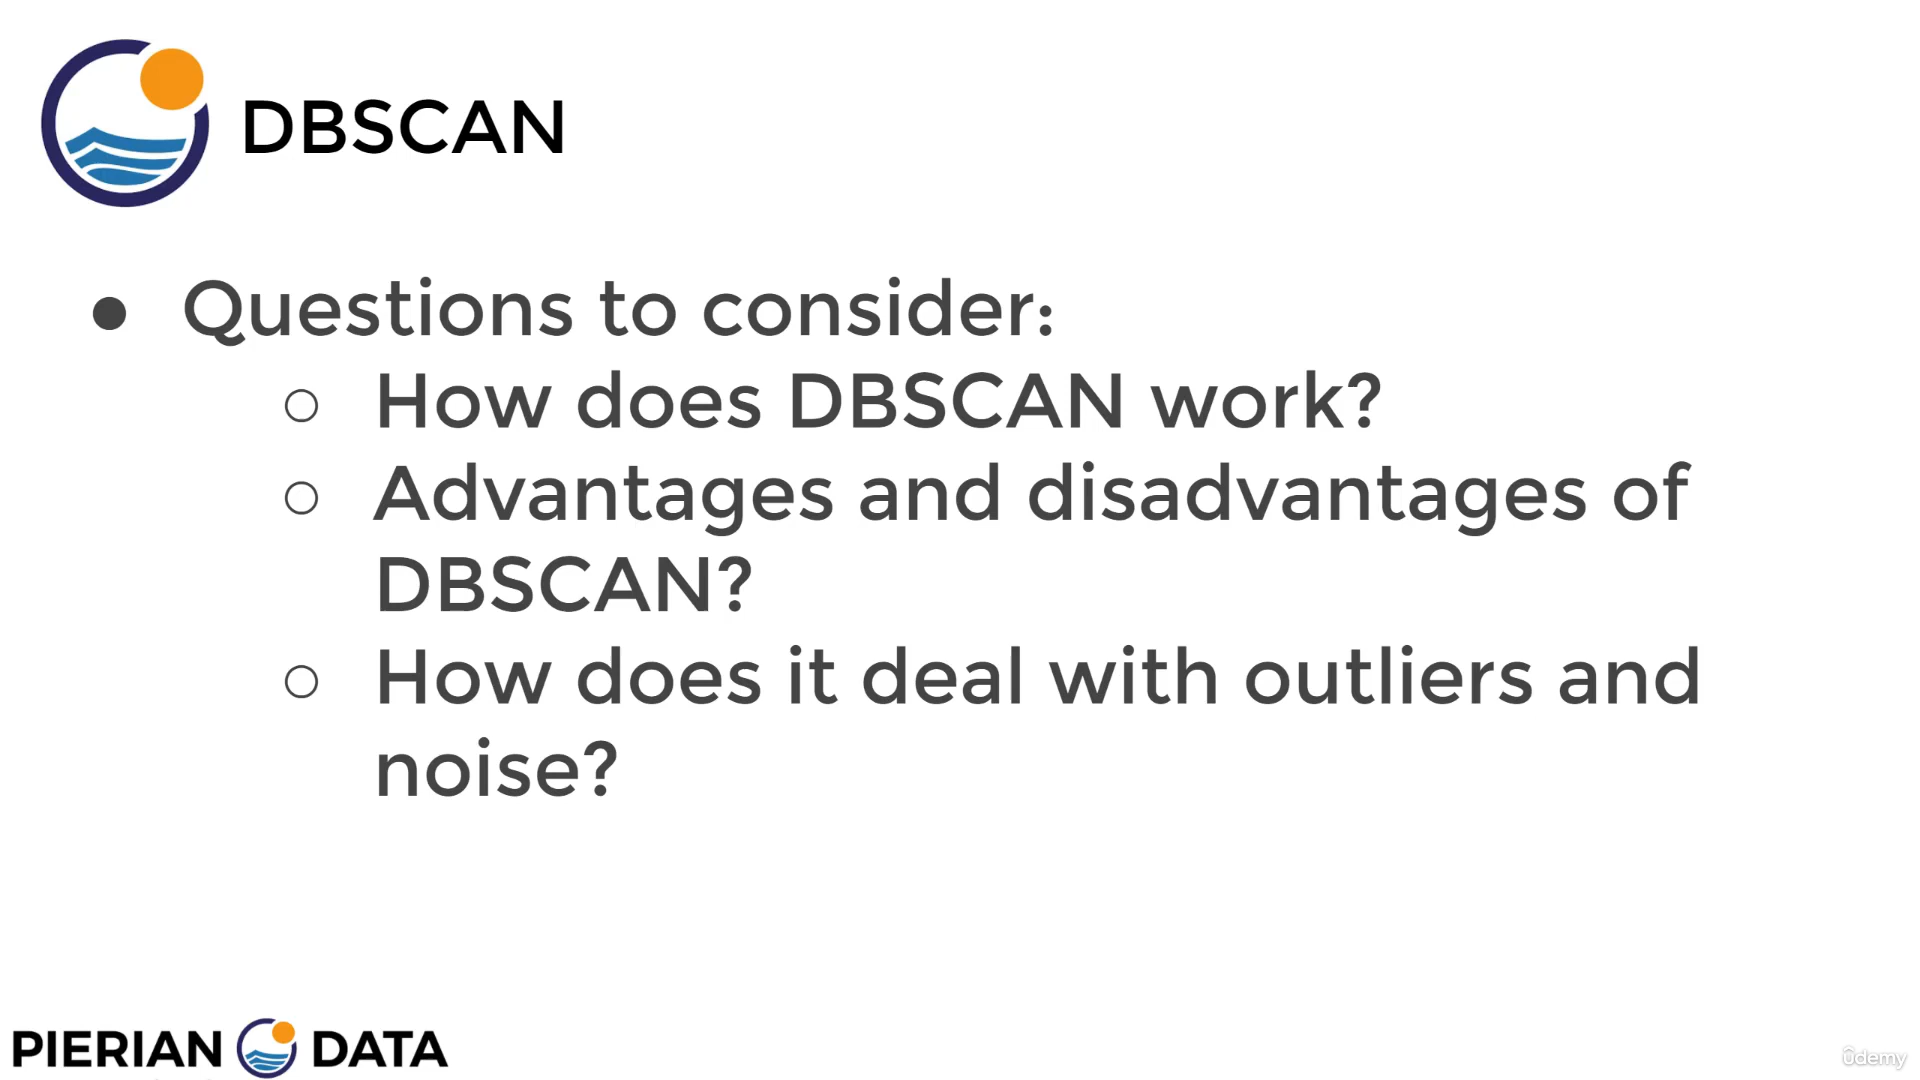 DBSCAN
● Questions to consider:
○ How does DBSCAN work?
○ Advantages and disadvantages of
DBSCAN?
○ How does it deal with outliers and
noise?
PIERIAN DATA
ûdemy